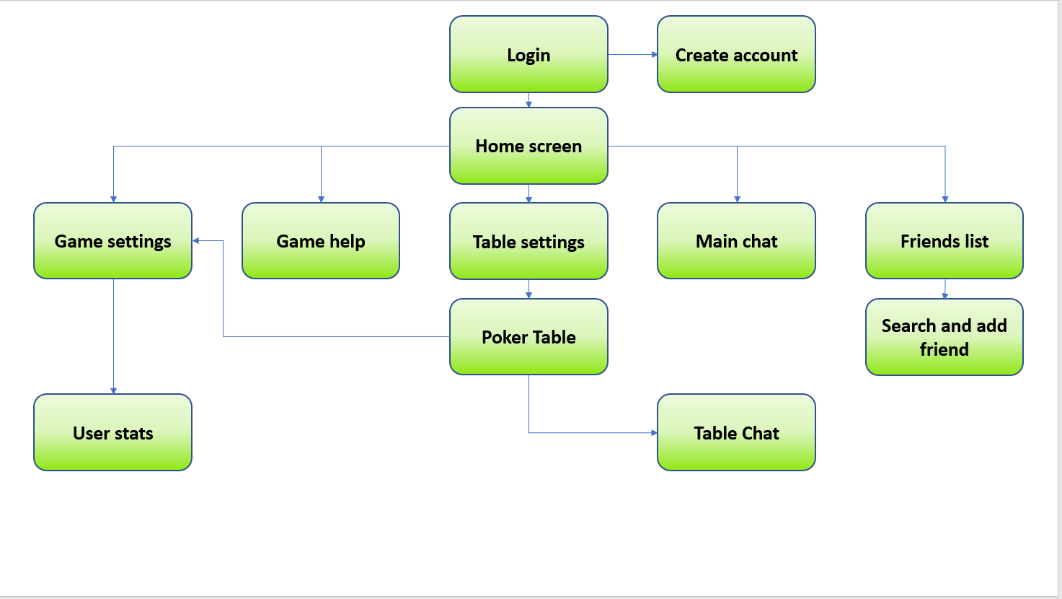 Login
Create account
Home screen
Game settings
Game help
Table settings
Main chat
Friends list
Poker Table
Search and add
friend
User stats
Table Chat